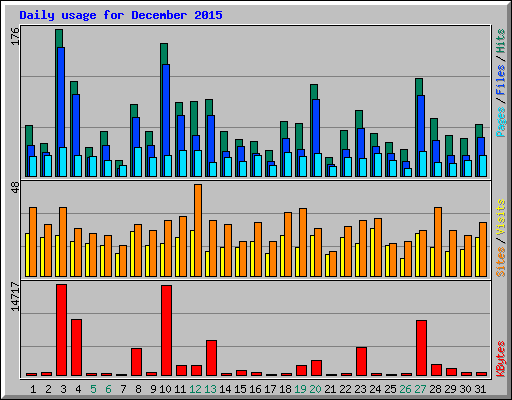 Daily usage for December 2015
176
Pages / Files / Hits
48
Sites / Visits
14717
KBytes
1 2 3 4 5 6 7 8 9 10 11 12 13 14 15 16 17 18 19 20 21 22 23 24 25 26 27 28 29 30 31